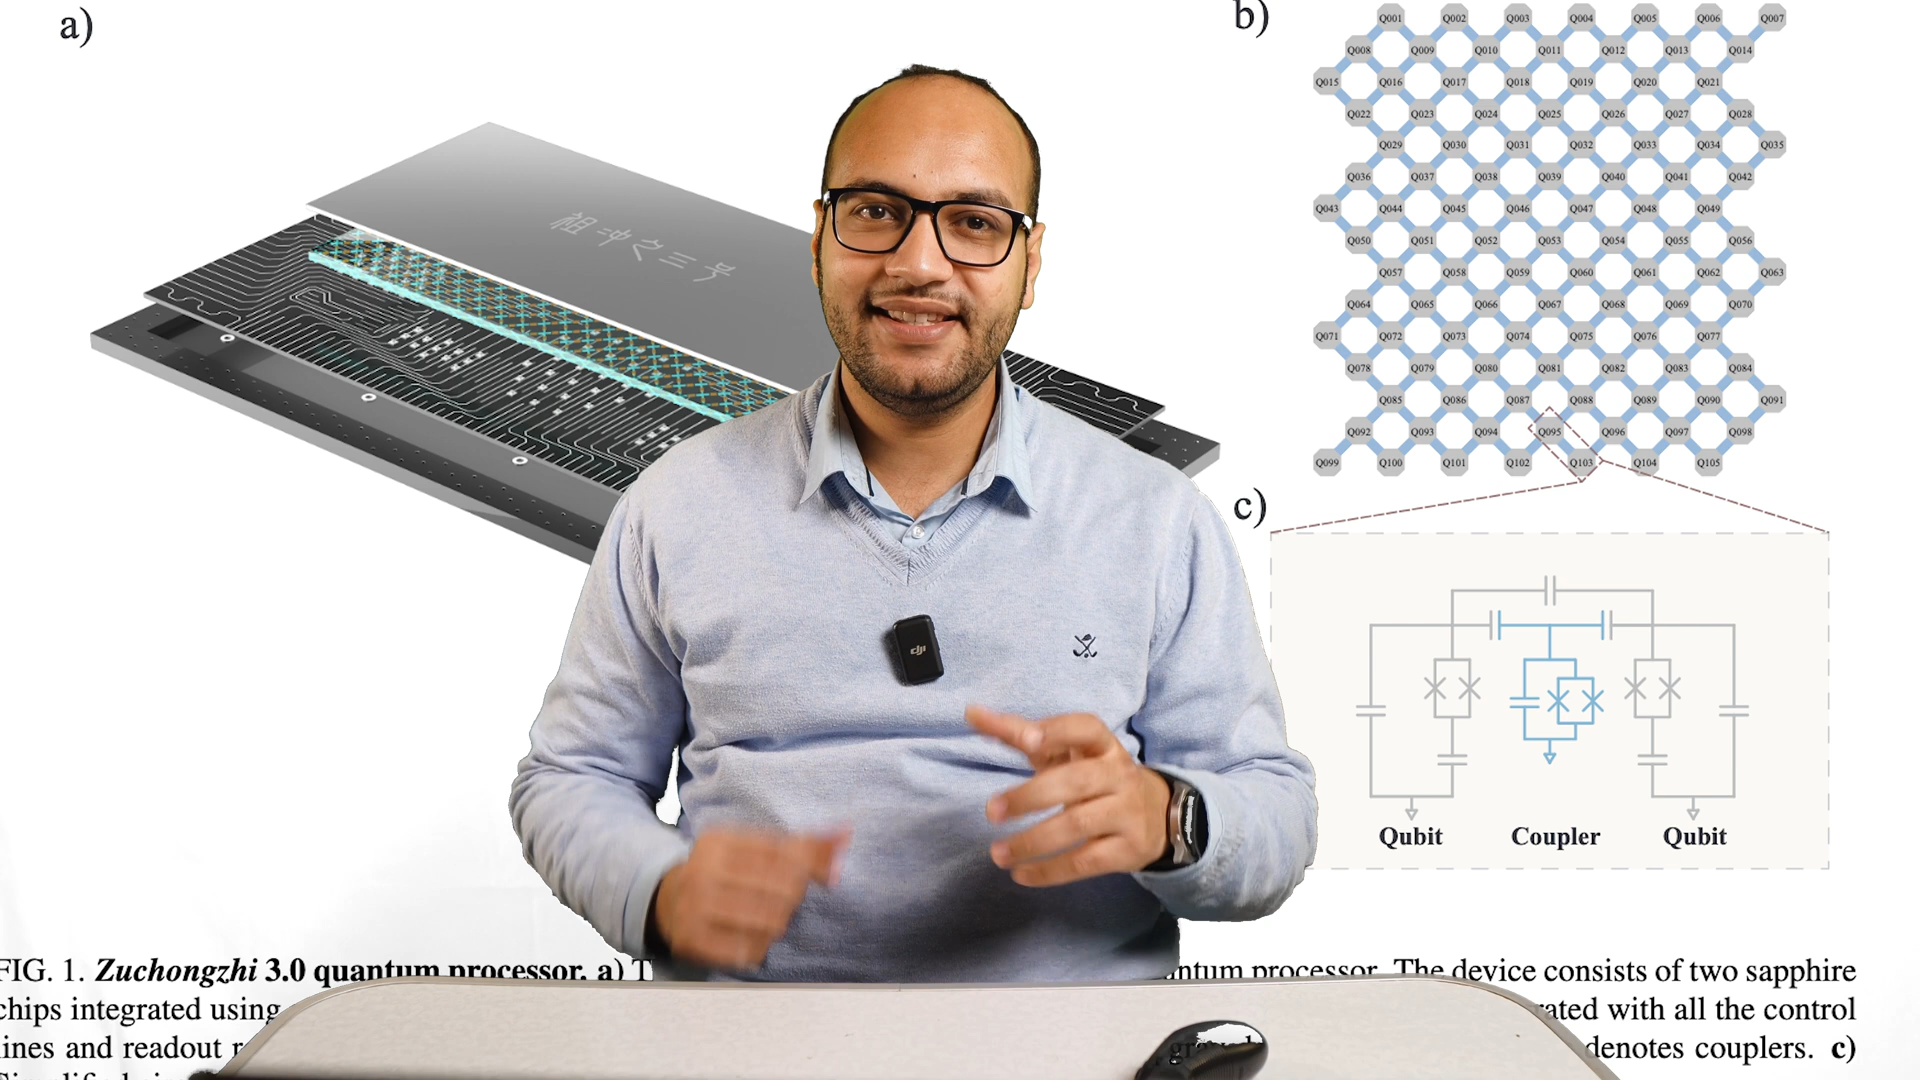 a)
祖冲之三号
b)
Q001 Q002 Q003 Q004 Q005 Q006 Q007
Q008 Q009 Q010 Q011 Q012 Q013 Q014
Q015 Q016 Q017 Q018 Q019 Q020 Q021
Q022 Q023 Q024 Q025 Q026 Q027 Q028
Q029 Q030 Q031 Q032 Q033 Q034 Q035
Q036 Q037 Q038 Q039 Q040 Q041 Q042
Q043 Q044 Q045 Q046 Q047 Q048 Q049
Q050 Q051 Q052 Q053 Q054 Q055 Q056
Q057 Q058 Q059 Q060 Q061 Q062 Q063
Q064 Q065 Q066 Q067 Q068 Q069 Q070
Q071 Q072 Q073 Q074 Q075 Q076 Q077
Q078 Q079 Q080 Q081 Q082 Q083 Q084
Q085 Q086 Q087 Q088 Q089 Q090 Q091
Q092 Q093 Q094 Q095 Q096 Q097 Q098
Q099 Q100 Q101 Q102 Q103 Q104 Q105
c)
Qubit Coupler Qubit
dji
FIG. 1. Zuchongzhi 3.0 quantum processor. a) T ntum processor. The device consists of two sapphire
chips integrated using rated with all the control
ines and readout r denotes couplers. c)